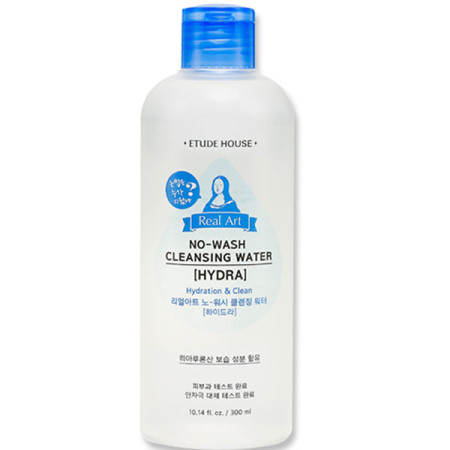 ETUDE HOUSE
Real Art
NO-WASH
CLEANSING WATER
[HYDRA]
Hydration & Clean
리얼아트 노-워시 클렌징 워터
[하이드라]
히아루론산 보습 성분 함유
피부과 테스트 완료
안자극 대체 테스트 완료
10.14 fl. oz. / 300 ml